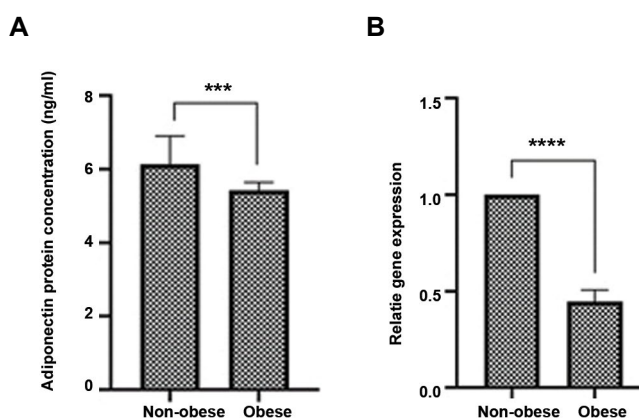 A
Adiponectin protein concentration (ng/ml)
8
6
4
2
0
***
Non-obese
Obese
B
Relatie gene expression
1.5
1.0
0.5
0.0
****
Non-obese
Obese